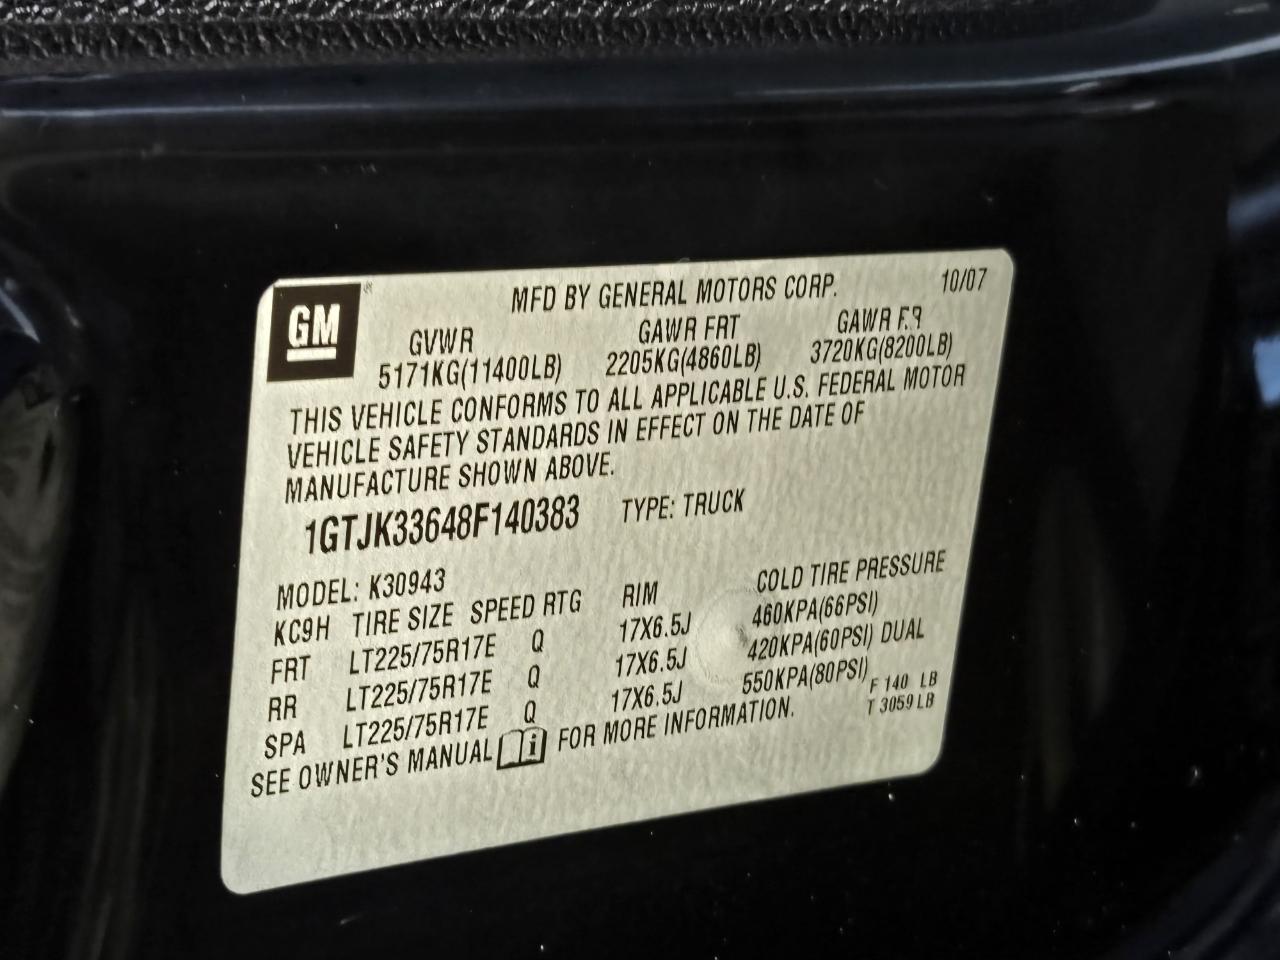 GM ®
MFD BY GENERAL MOTORS CORP. 10/07
GVWR GAWR FRT GAWR
5171KG(11400LB) 2205KG(4860LB) 3720KG(8200LB)
THIS VEHICLE CONFORMS TO ALL APPLICABLE U.S. FEDERAL MOTOR
VEHICLE SAFETY STANDARDS IN EFFECT ON THE DATE OF
MANUFACTURE SHOWN ABOVE.
1GTJK33648F140383 TYPE: TRUCK
MODEL: K30943
KC9H TIRE SIZE SPEED RTG RIM COLD TIRE PRESSURE
FRT LT225/75R17E Q 17X6.5J 460KPA(66PSI)
RR LT225/75R17E Q 17X6.5J 420KPA(60PSI) DUAL
SPA LT225/75R17E Q 17X6.5J 550KPA(80PSI)
F 140 LB
T 3059 LB
SEE OWNER'S MANUAL i FOR MORE INFORMATION.